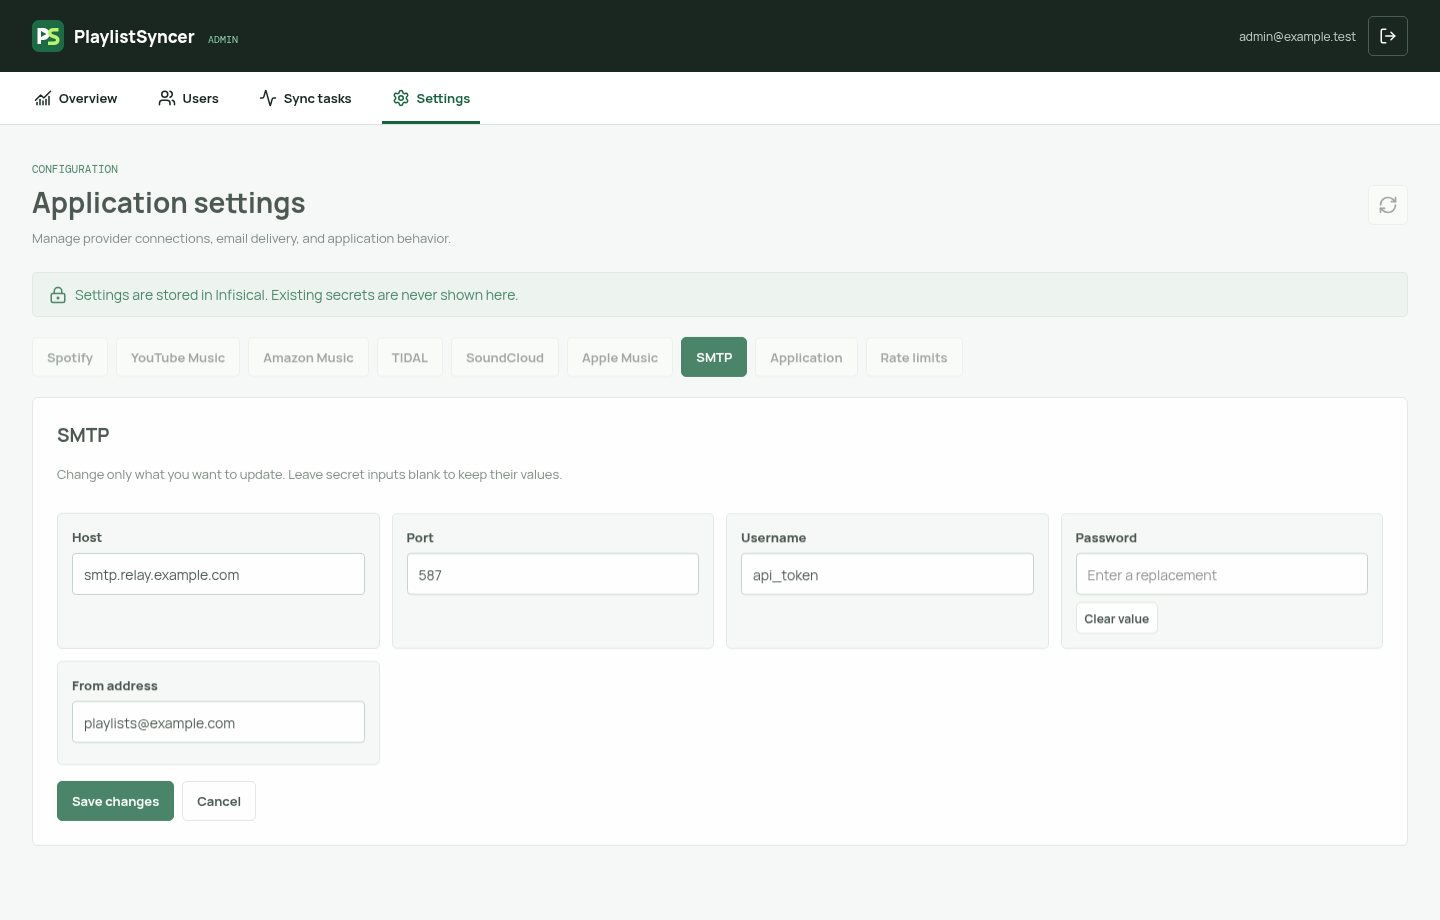 PS PlaylistSyncer ADMIN
admin@example.test
Overview Users Sync tasks Settings
CONFIGURATION
Application settings
Manage provider connections, email delivery, and application behavior.
Settings are stored in Infisical. Existing secrets are never shown here.
Spotify YouTube Music Amazon Music TIDAL SoundCloud Apple Music SMTP Application Rate limits
SMTP
Change only what you want to update. Leave secret inputs blank to keep their values.
Host
smtp.relay.example.com
Port
587
Username
api_token
Password
Enter a replacement
Clear value
From address
playlists@example.com
Save changes Cancel